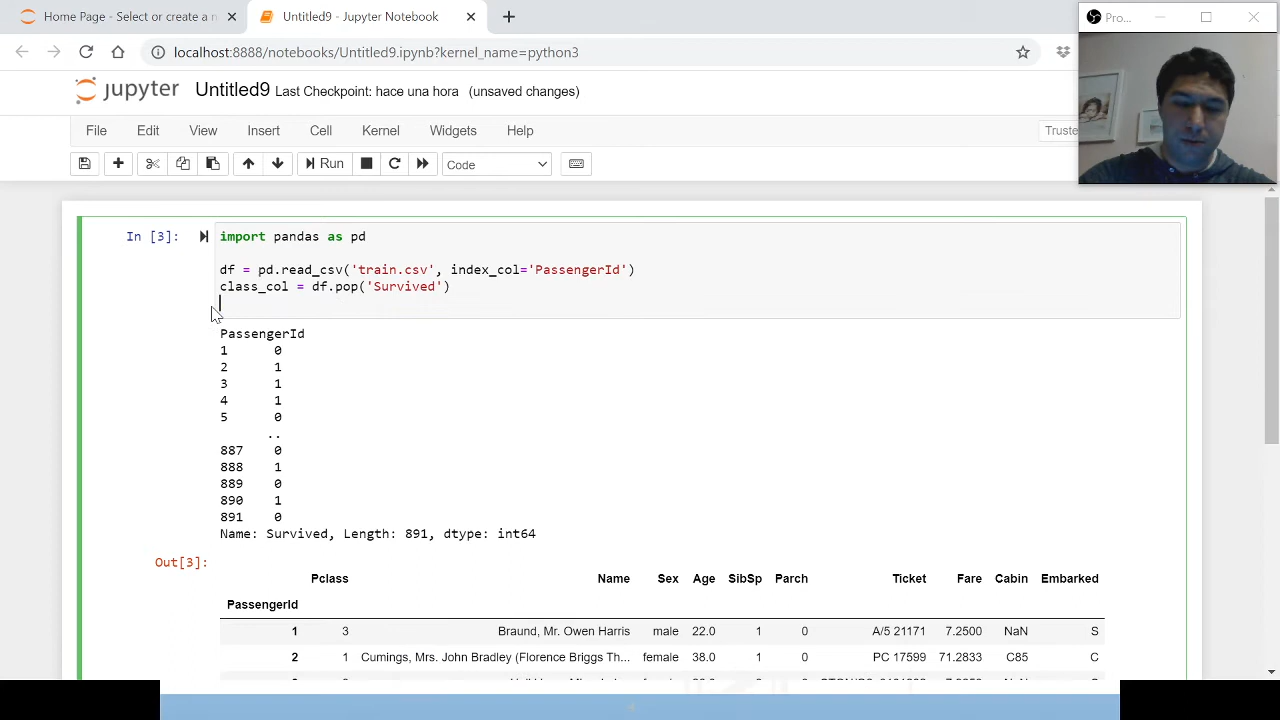 Home Page - Select or create a n
Untitled9 - Jupyter Notebook
Pro...
localhost:8888/notebooks/Untitled9.ipynb?kernel_name=python3
jupyter Untitled9 Last Checkpoint: hace una hora (unsaved changes)
File Edit View Insert Cell Kernel Widgets Help Truste
Run Code
In [3]: import pandas as pd
df = pd.read_csv('train.csv', index_col='PassengerId')
class_col = df.pop('Survived')
PassengerId
1 0
2 1
3 1
4 1
5 0
..
887 0
888 1
889 0
890 1
891 0
Name: Survived, Length: 891, dtype: int64
Out[3]:
Pclass Name Sex Age SibSp Parch Ticket Fare Cabin Embarked
PassengerId
1 3 Braund, Mr. Owen Harris male 22.0 1 0 A/5 21171 7.2500 NaN S
2 1 Cumings, Mrs. John Bradley (Florence Briggs Th... female 38.0 1 0 PC 17599 71.2833 C85 C